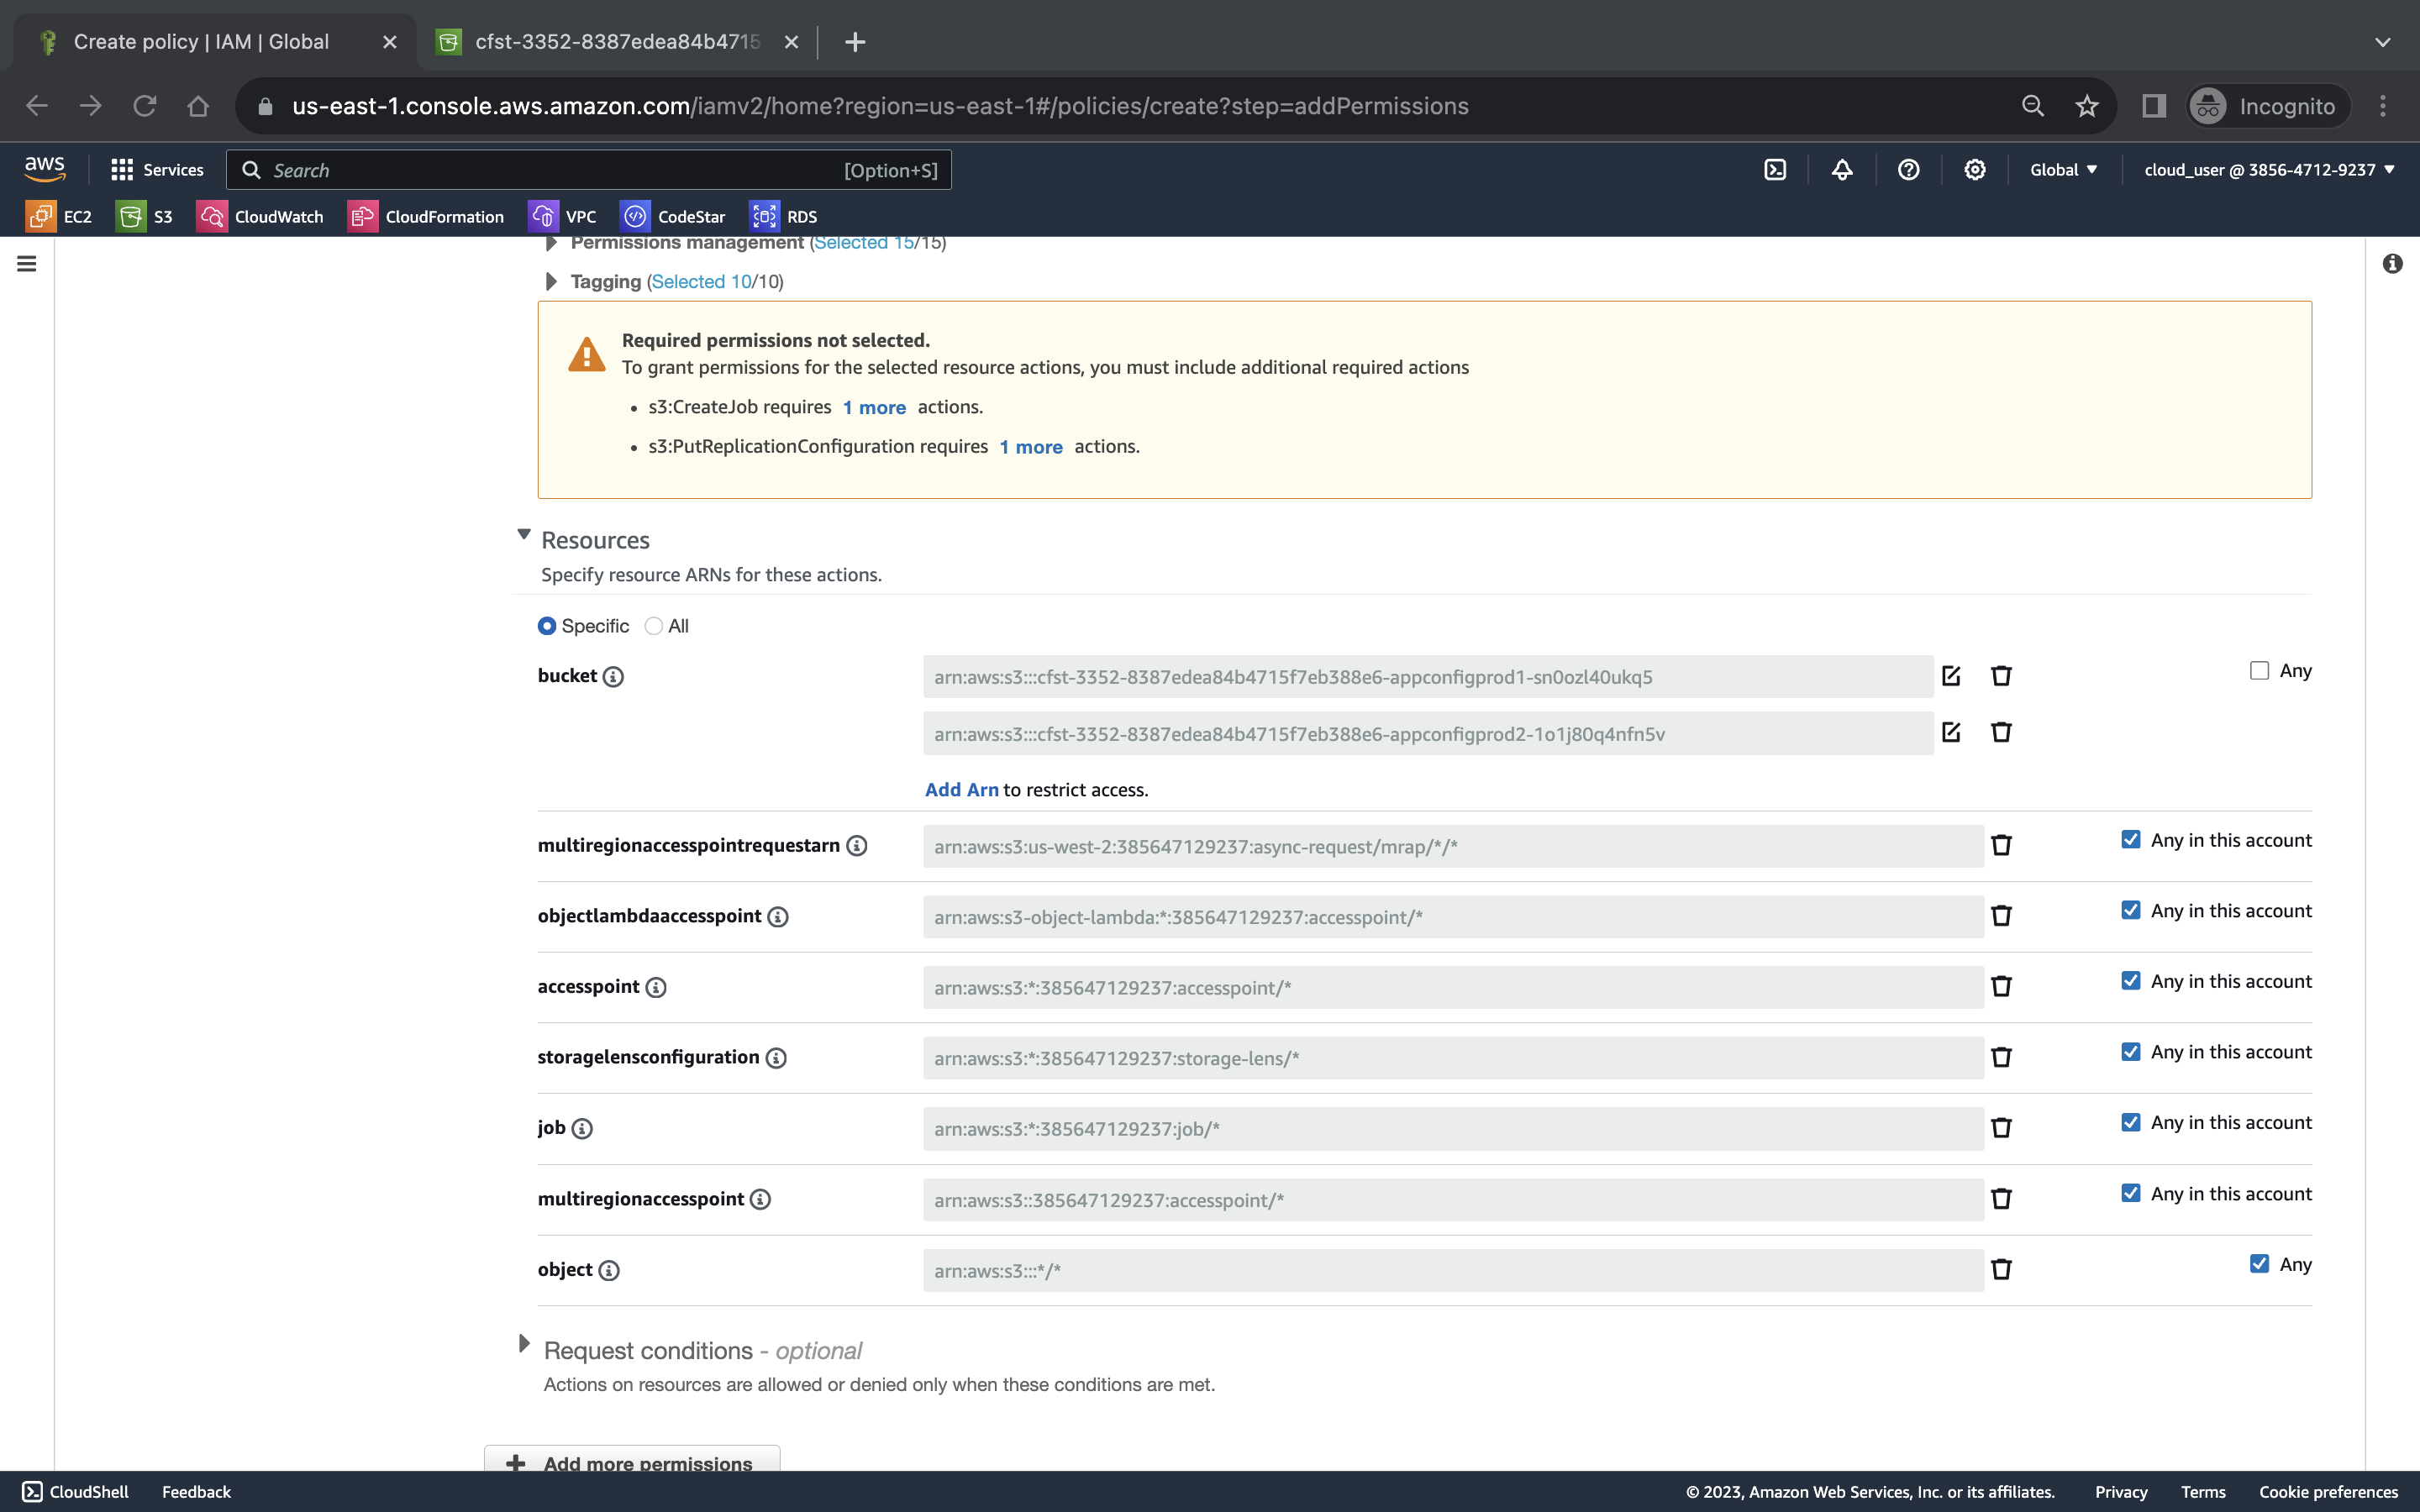 Create policy | IAM | Global
cfst-3352-8387edea84b4715
us-east-1.console.aws.amazon.com/iamv2/home?region=us-east-1#/policies/create?step=addPermissions
Incognito
aws
Services
Search
[Option+S]
Global
cloud_user @ 3856-4712-9237
EC2
S3
CloudWatch
CloudFormation
VPC
CodeStar
RDS
Permissions management (Selected 15/15)
Tagging (Selected 10/10)
Required permissions not selected.
To grant permissions for the selected resource actions, you must include additional required actions
• s3:CreateJob requires 1 more actions.
• s3:PutReplicationConfiguration requires 1 more actions.
Resources
Specify resource ARNs for these actions.
Specific All
bucket
arn:aws:s3:::cfst-3352-8387edea84b4715f7eb388e6-appconfigprod1-sn0ozl40ukq5
Any
arn:aws:s3:::cfst-3352-8387edea84b4715f7eb388e6-appconfigprod2-1o1j80q4nfn5v
Add Arn to restrict access.
multiregionaccesspointrequestarn
arn:aws:s3:us-west-2:385647129237:async-request/mrap/*/*
Any in this account
objectlambdaaccesspoint
arn:aws:s3-object-lambda:*:385647129237:accesspoint/*
Any in this account
accesspoint
arn:aws:s3:*:385647129237:accesspoint/*
Any in this account
storagelensconfiguration
arn:aws:s3:*:385647129237:storage-lens/*
Any in this account
job
arn:aws:s3:*:385647129237:job/*
Any in this account
multiregionaccesspoint
arn:aws:s3::385647129237:accesspoint/*
Any in this account
object
arn:aws:s3:::*/*
Any
Request conditions - optional
Actions on resources are allowed or denied only when these conditions are met.
Add more permissions
CloudShell
Feedback
© 2023, Amazon Web Services, Inc. or its affiliates.
Privacy
Terms
Cookie preferences